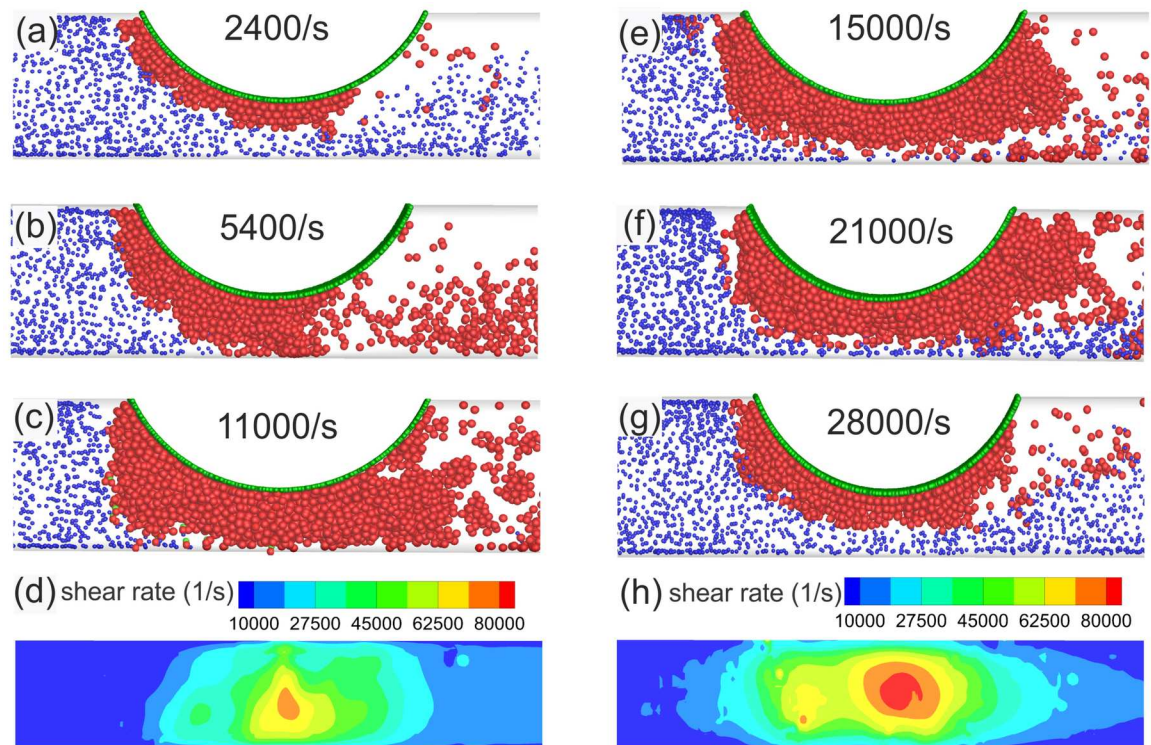 (a) 2400/s
(b) 5400/s
(c) 11000/s
(d) shear rate (1/s)
10000 27500 45000 62500 80000
(e) 15000/s
(f) 21000/s
(g) 28000/s
(h) shear rate (1/s)
10000 27500 45000 62500 80000